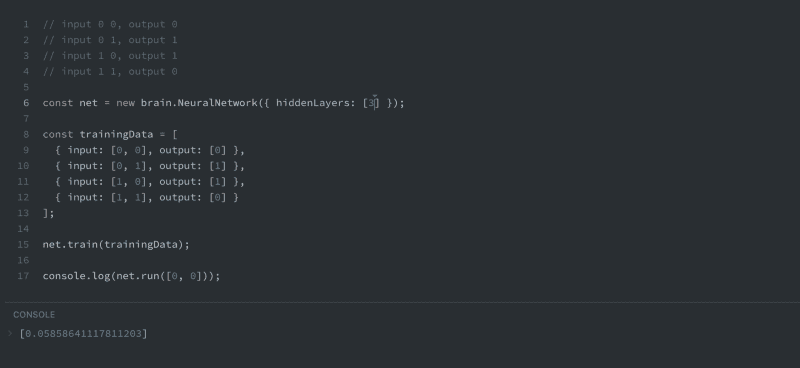 1 // input 0 0, output 0
2 // input 0 1, output 1
3 // input 1 0, output 1
4 // input 1 1, output 0
5
6 const net = new brain.NeuralNetwork({ hiddenLayers: [3] });
7
8 const trainingData = [
9 { input: [0, 0], output: [0] },
10 { input: [0, 1], output: [1] },
11 { input: [1, 0], output: [1] },
12 { input: [1, 1], output: [0] }
13 ];
14
15 net.train(trainingData);
16
17 console.log(net.run([0, 0]));
CONSOLE
› [0.05858641117811203]